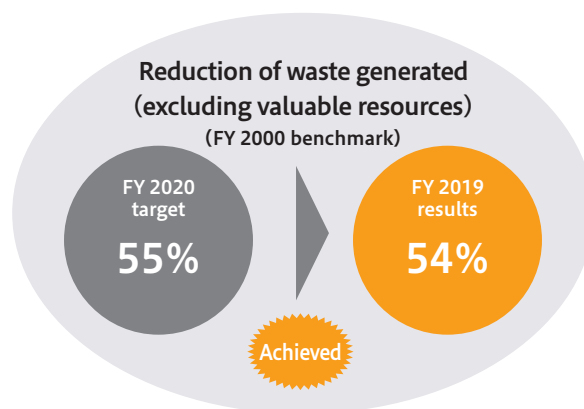 Reduction of waste generated
(excluding valuable resources)
(FY 2000 benchmark)
FY 2020
target
55%
FY 2019
results
54%
Achieved